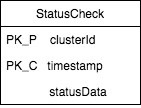 StatusCheck
PK_P clusterId
PK_C timestamp
statusData